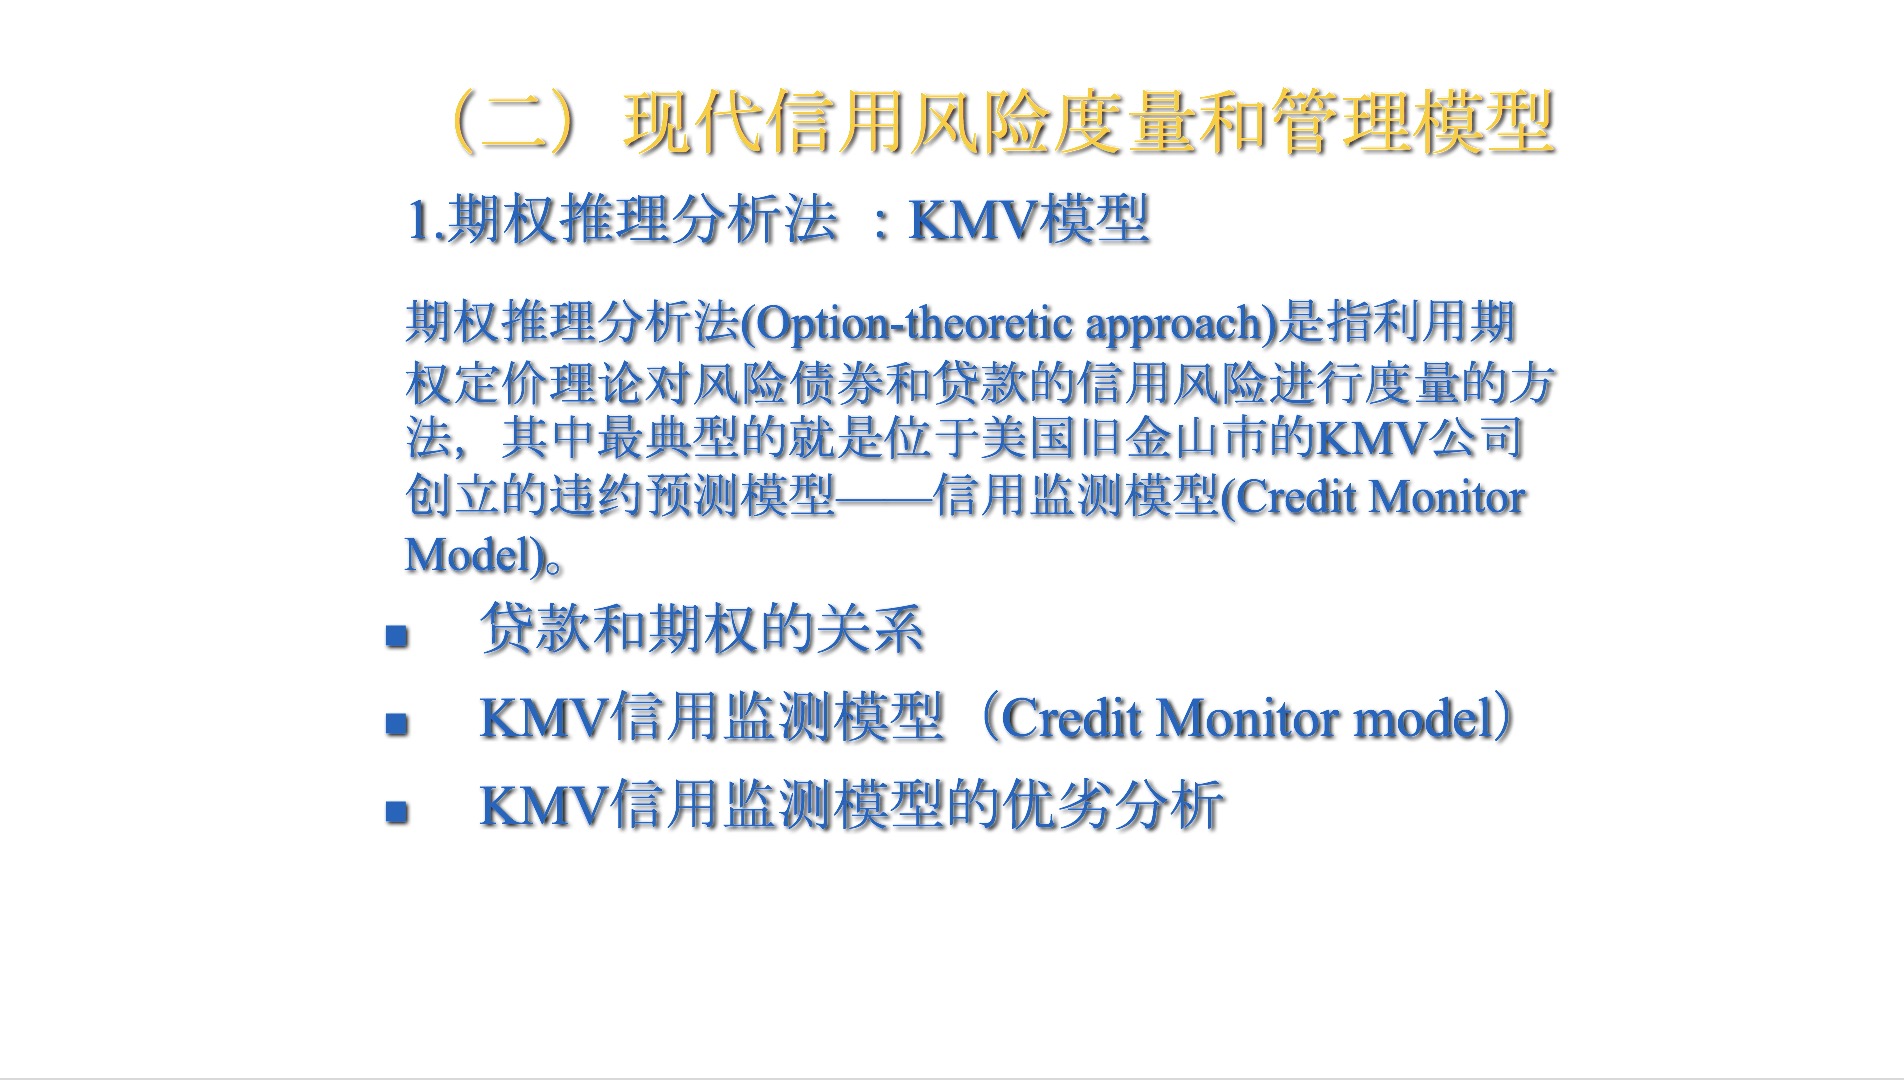 （二）现代信用风险度量和管理模型
1.期权推理分析法 ：KMV模型
期权推理分析法(Option-theoretic approach)是指利用期
权定价理论对风险债券和贷款的信用风险进行度量的方
法，其中最典型的就是位于美国旧金山市的KMV公司
创立的违约预测模型——信用监测模型(Credit Monitor
Model)。
■ 贷款和期权的关系
■ KMV信用监测模型（Credit Monitor model）
■ KMV信用监测模型的优劣分析